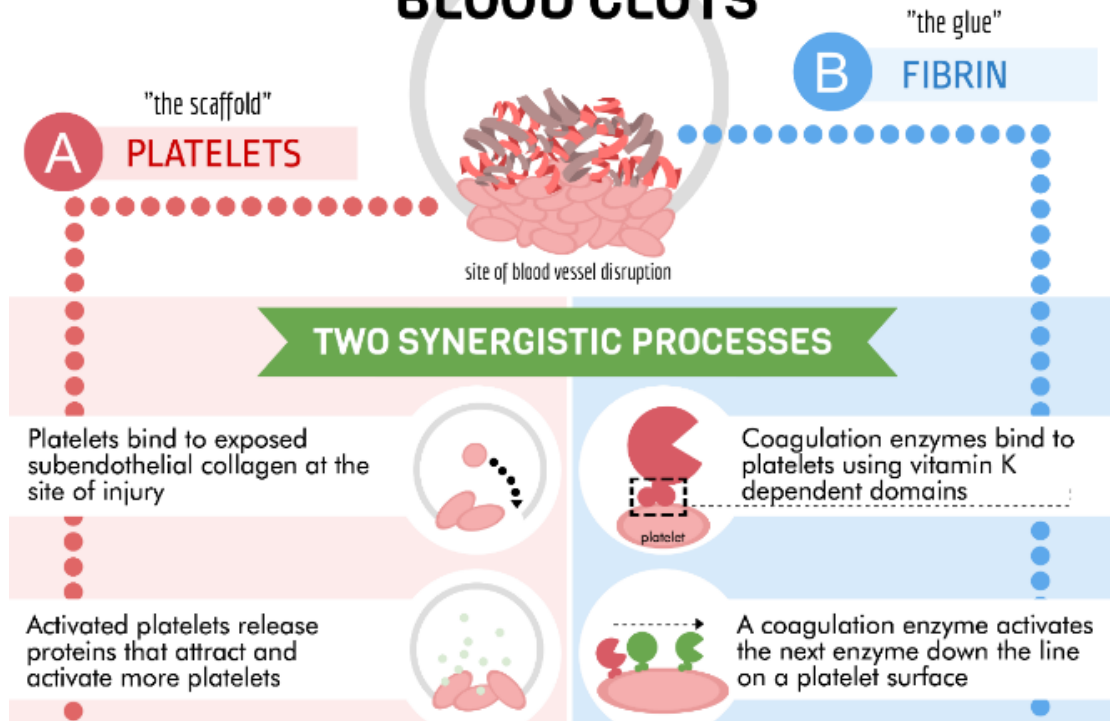 BLOOD CLOTS
"the glue"
B
FIBRIN
"the scaffold"
A
PLATELETS
site of blood vessel disruption
TWO SYNERGISTIC PROCESSES
Platelets bind to exposed
subendothelial collagen at the
site of injury
Coagulation enzymes bind to
platelets using vitamin K
dependent domains
platelet
Activated platelets release
proteins that attract and
activate more platelets
A coagulation enzyme activates
the next enzyme down the line
on a platelet surface